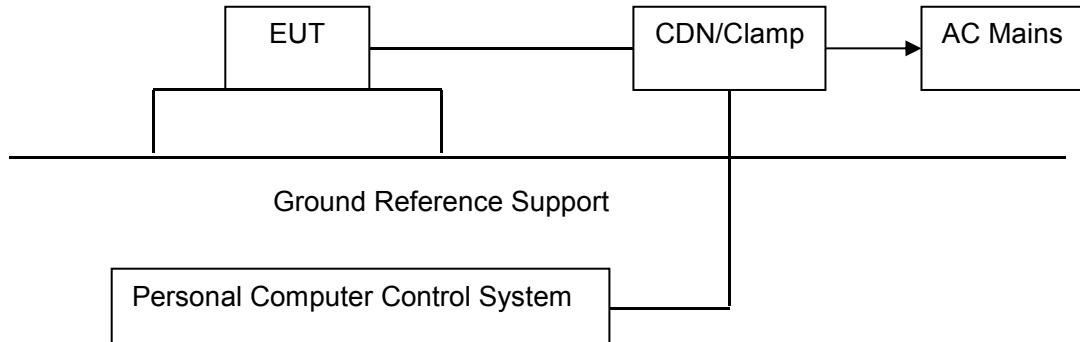 EUT
CDN/Clamp
AC Mains
Ground Reference Support
Personal Computer Control System